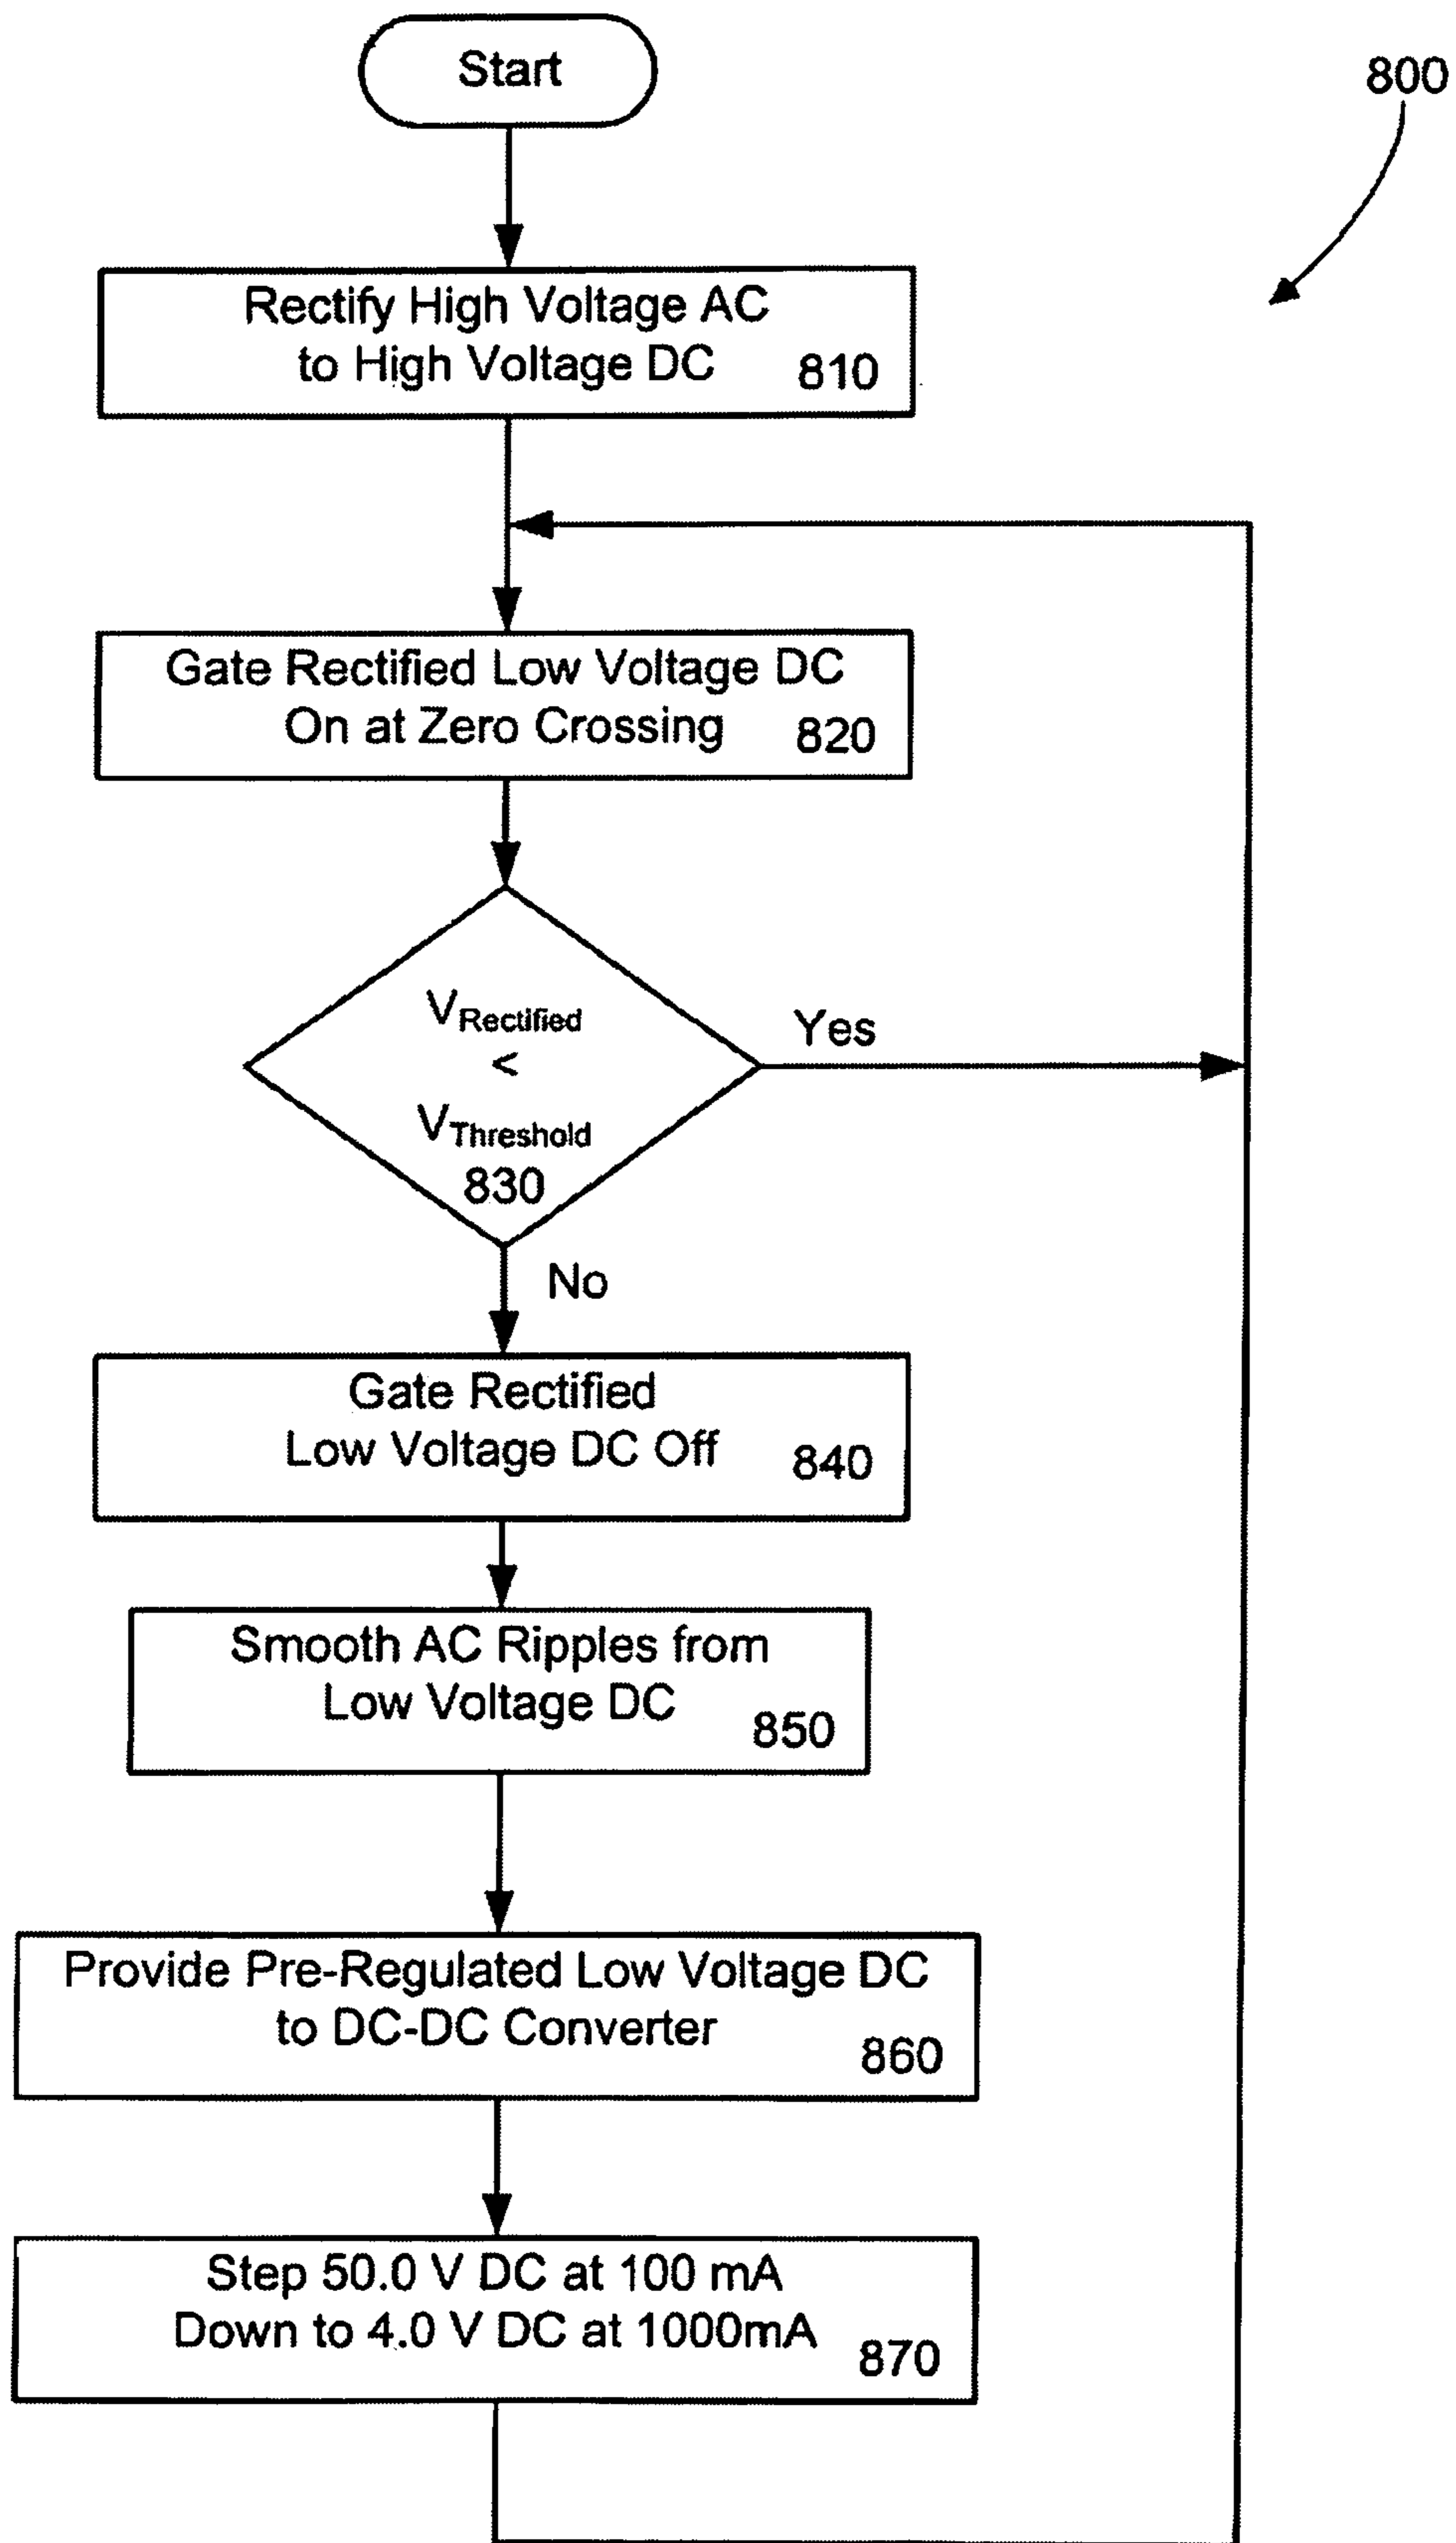 Start
800
Rectify High Voltage AC
to High Voltage DC 810
Gate Rectified Low Voltage DC
On at Zero Crossing 820
VRectified
<
VThreshold
830
Yes
No
Gate Rectified
Low Voltage DC Off 840
Smooth AC Ripples from
Low Voltage DC 850
Provide Pre-Regulated Low Voltage DC
to DC-DC Converter 860
Step 50.0 V DC at 100 mA
Down to 4.0 V DC at 1000mA 870